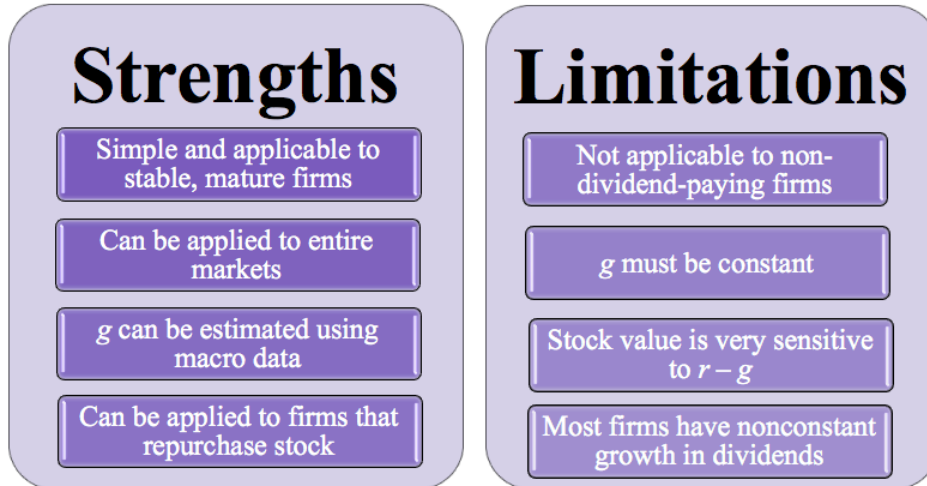 Strengths
Simple and applicable to
stable, mature firms
Can be applied to entire
markets
g can be estimated using
macro data
Can be applied to firms that
repurchase stock
Limitations
Not applicable to non-
dividend-paying firms
g must be constant
Stock value is very sensitive
to r – g
Most firms have nonconstant
growth in dividends